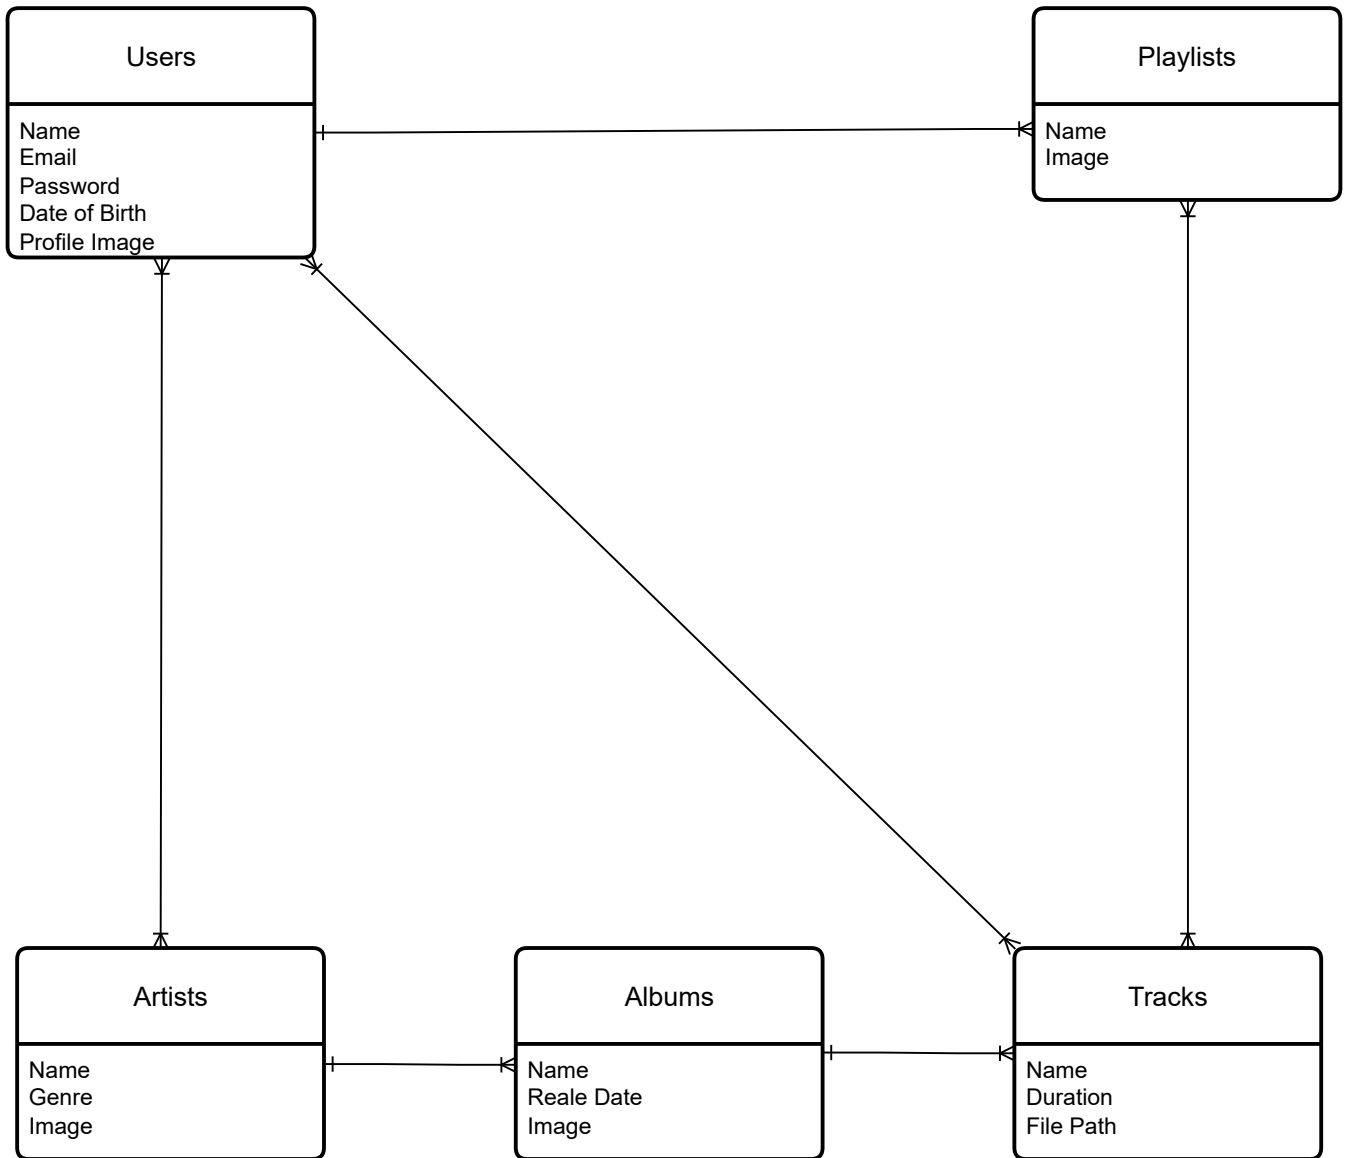 Users
Name
Email
Password
Date of Birth
Profile Image
Playlists
Name
Image
Artists
Name
Genre
Image
Albums
Name
Reale Date
Image
Tracks
Name
Duration
File Path